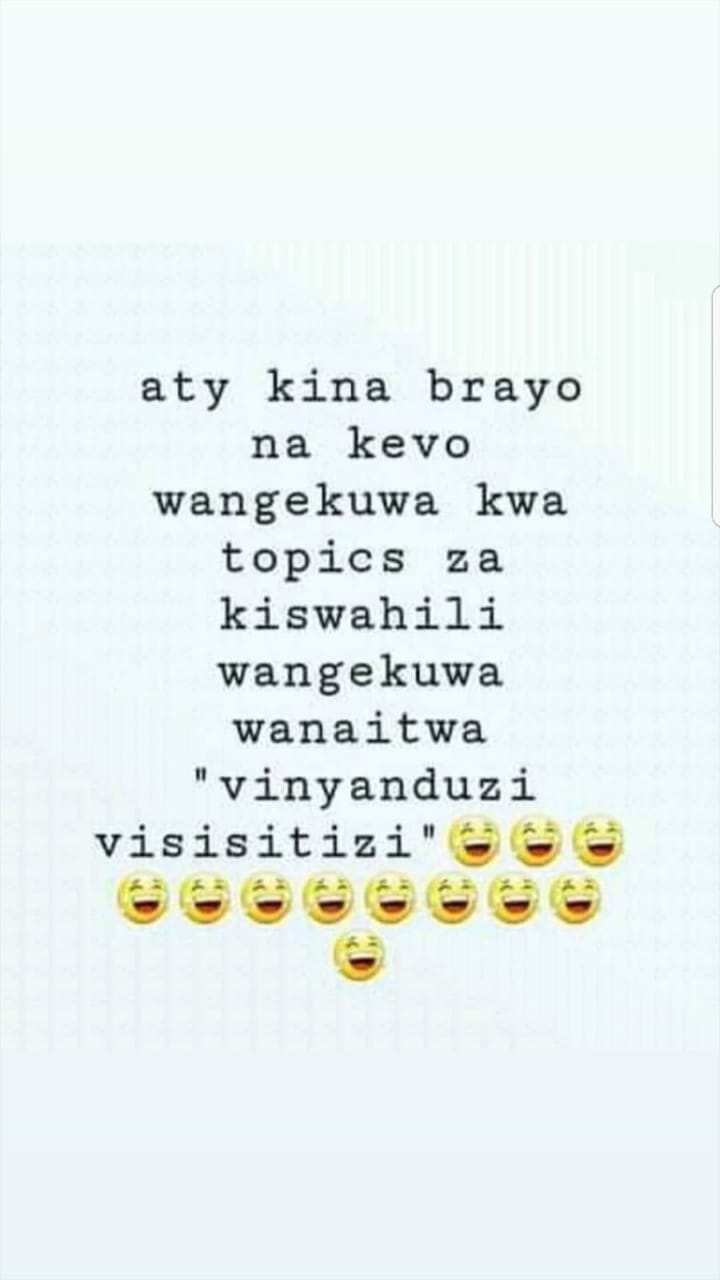 aty kina brayo
na kevo
wangekuwa kwa
topics za
kiswahili
wangekuwa
wanaitwa
"vinyanduzi
visisitizi"😆😆😆
😆😆😆😆😆😆😆😆
😆